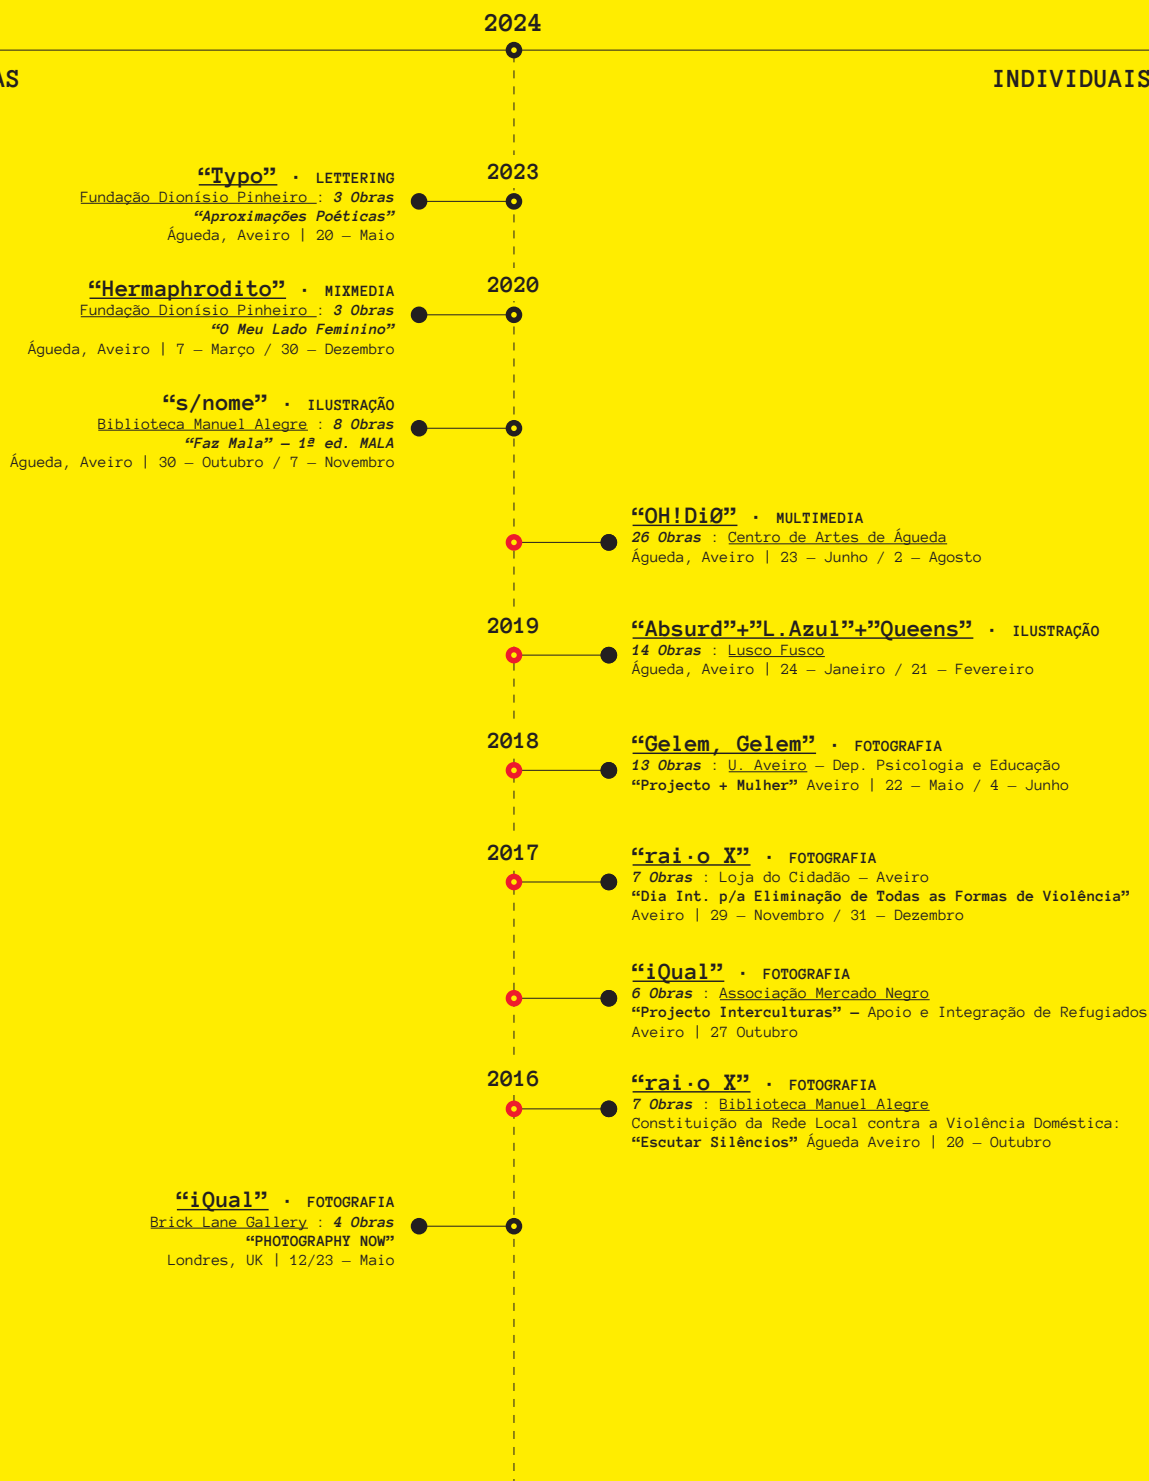 2024
AS
INDIVIDUAIS
2023
“Typo” · LETTERING
Fundação Dionísio Pinheiro : 3 Obras
“Aproximações Poéticas”
Águeda, Aveiro | 20 – Maio
2020
“Hermaphrodito” · MIXMEDIA
Fundação Dionísio Pinheiro : 3 Obras
“O Meu Lado Feminino”
Águeda, Aveiro | 7 – Março / 30 – Dezembro
“s/nome” · ILUSTRAÇÃO
Biblioteca Manuel Alegre : 8 Obras
“Faz Mala” – 1ª ed. MALA
Águeda, Aveiro | 30 – Outubro / 7 – Novembro
“OH!DiØ” · MULTIMEDIA
26 Obras : Centro de Artes de Águeda
Águeda, Aveiro | 23 – Junho / 2 – Agosto
2019
“Absurd”+”L.Azul”+”Queens” · ILUSTRAÇÃO
14 Obras : Lusco Fusco
Águeda, Aveiro | 24 – Janeiro / 21 – Fevereiro
2018
“Gelem, Gelem” · FOTOGRAFIA
13 Obras : U. Aveiro – Dep. Psicologia e Educação
“Projecto + Mulher” Aveiro | 22 – Maio / 4 – Junho
2017
“rai·o X” · FOTOGRAFIA
7 Obras : Loja do Cidadão – Aveiro
“Dia Int. p/a Eliminação de Todas as Formas de Violência”
Aveiro | 29 – Novembro / 31 – Dezembro
“iQual” · FOTOGRAFIA
6 Obras : Associação Mercado Negro
“Projecto Interculturas” – Apoio e Integração de Refugiados
Aveiro | 27 Outubro
2016
“rai·o X” · FOTOGRAFIA
7 Obras : Biblioteca Manuel Alegre
Constituição da Rede Local contra a Violência Doméstica:
“Escutar Silêncios” Águeda Aveiro | 20 – Outubro
“iQual” · FOTOGRAFIA
Brick Lane Gallery : 4 Obras
“PHOTOGRAPHY NOW”
Londres, UK | 12/23 – Maio